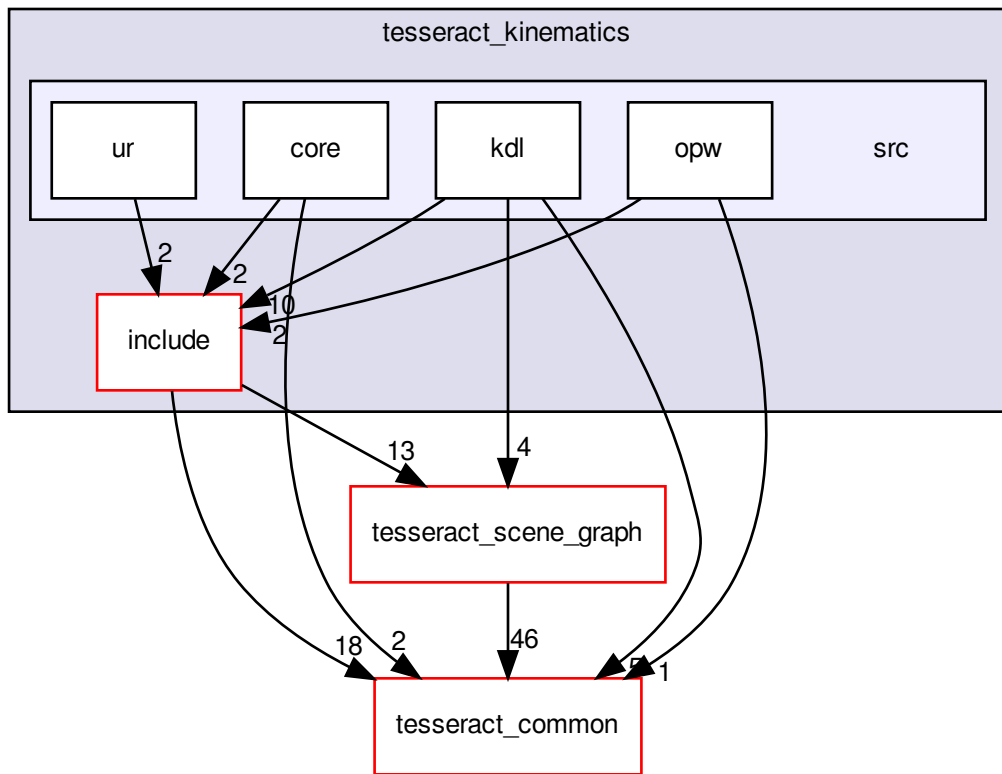 tesseract_kinematics
ur
core
kdl
opw
src
2
2
10
2
include
13
4
tesseract_scene_graph
18
2
46
5
1
tesseract_common